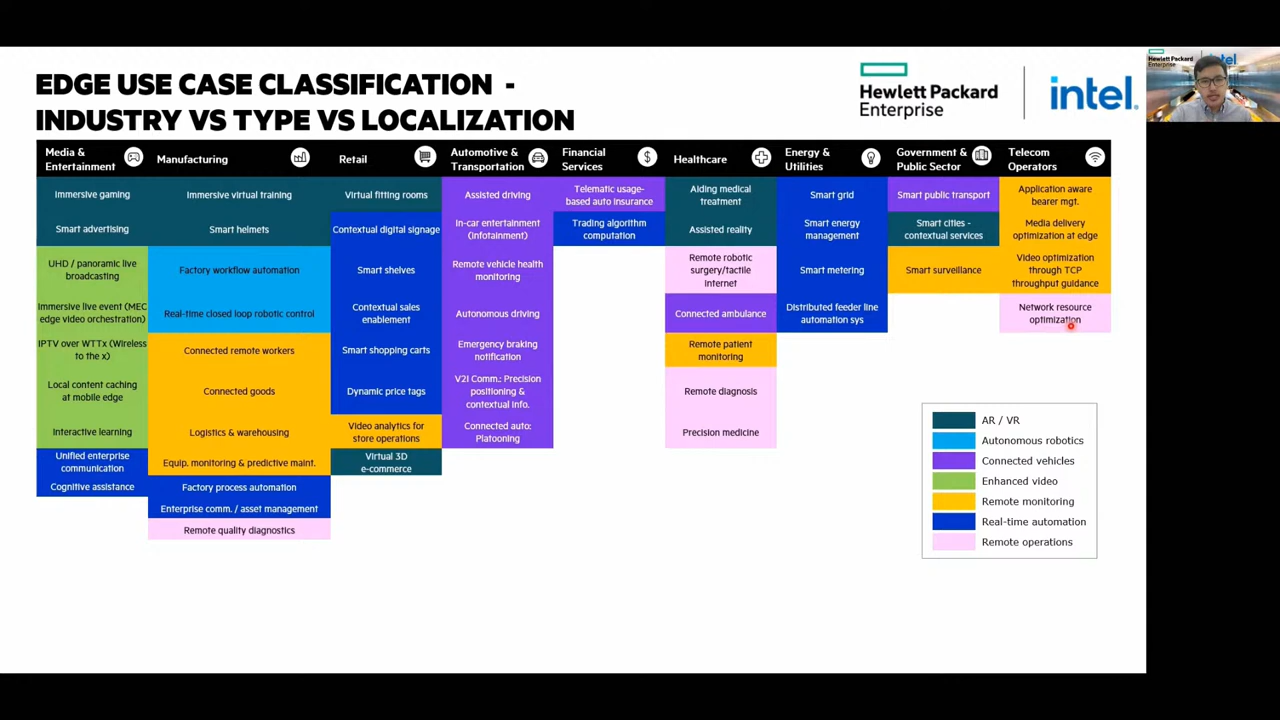 EDGE USE CASE CLASSIFICATION -
INDUSTRY VS TYPE VS LOCALIZATION
Hewlett Packard
Enterprise
intel.
Hewlett Packard
Enterprise
Media &
Entertainment
Immersive gaming
Smart advertising
UHD / panoramic live
broadcasting
Immersive live event (MEC
edge video orchestration)
IPTV over WTTx (Wireless
to the x)
Local content caching
at mobile edge
Interactive learning
Unified enterprise
communication
Cognitive assistance
Manufacturing
Immersive virtual training
Smart helmets
Factory workflow automation
Real-time closed loop robotic control
Connected remote workers
Connected goods
Logistics & warehousing
Equip. monitoring & predictive maint.
Factory process automation
Enterprise comm. / asset management
Remote quality diagnostics
Retail
Virtual fitting rooms
Contextual digital signage
Smart shelves
Contextual sales
enablement
Smart shopping carts
Dynamic price tags
Video analytics for
store operations
Virtual 3D
e-commerce
Automotive &
Transportation
Assisted driving
In-car entertainment
(infotainment)
Remote vehicle health
monitoring
Autonomous driving
Emergency braking
notification
V2I Comm.: Precision
positioning &
contextual info.
Connected auto:
Platooning
Financial
Services
$
Telematic usage-
based auto insurance
Trading algorithm
computation
Healthcare
Aiding medical
treatment
Assisted reality
Remote robotic
surgery/tactile
internet
Connected ambulance
Remote patient
monitoring
Remote diagnosis
Precision medicine
Energy &
Utilities
Smart grid
Smart energy
management
Smart metering
Distributed feeder line
automation sys
Government &
Public Sector
Smart public transport
Smart cities -
contextual services
Smart surveillance
Telecom
Operators
Application aware
bearer mgt.
Media delivery
optimization at edge
Video optimization
through TCP
throughput guidance
Network resource
optimization
AR / VR
Autonomous robotics
Connected vehicles
Enhanced video
Remote monitoring
Real-time automation
Remote operations